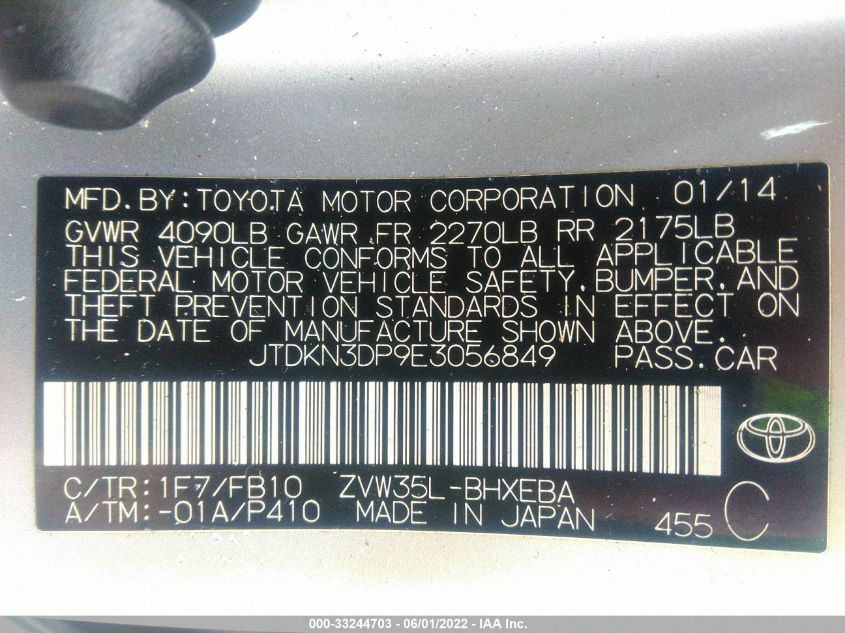 MFD.BY:TOYOTA MOTOR CORPORATION 01/14
GVWR 4090LB GAWR FR 2270LB RR 2175LB
THIS VEHICLE CONFORMS TO ALL APPLICABLE
FEDERAL MOTOR VEHICLE SAFETY,BUMPER,AND
THEFT PREVENTION STANDARDS IN EFFECT ON
THE DATE OF MANUFACTURE SHOWN ABOVE.
JTDKN3DP9E3056849 PASS.CAR
C/TR:1F7/FB10 ZVW35L-BHXEBA
A/TM:-01A/P410 MADE IN JAPAN 455 C
000-33244703 - 06/01/2022 - IAA Inc.